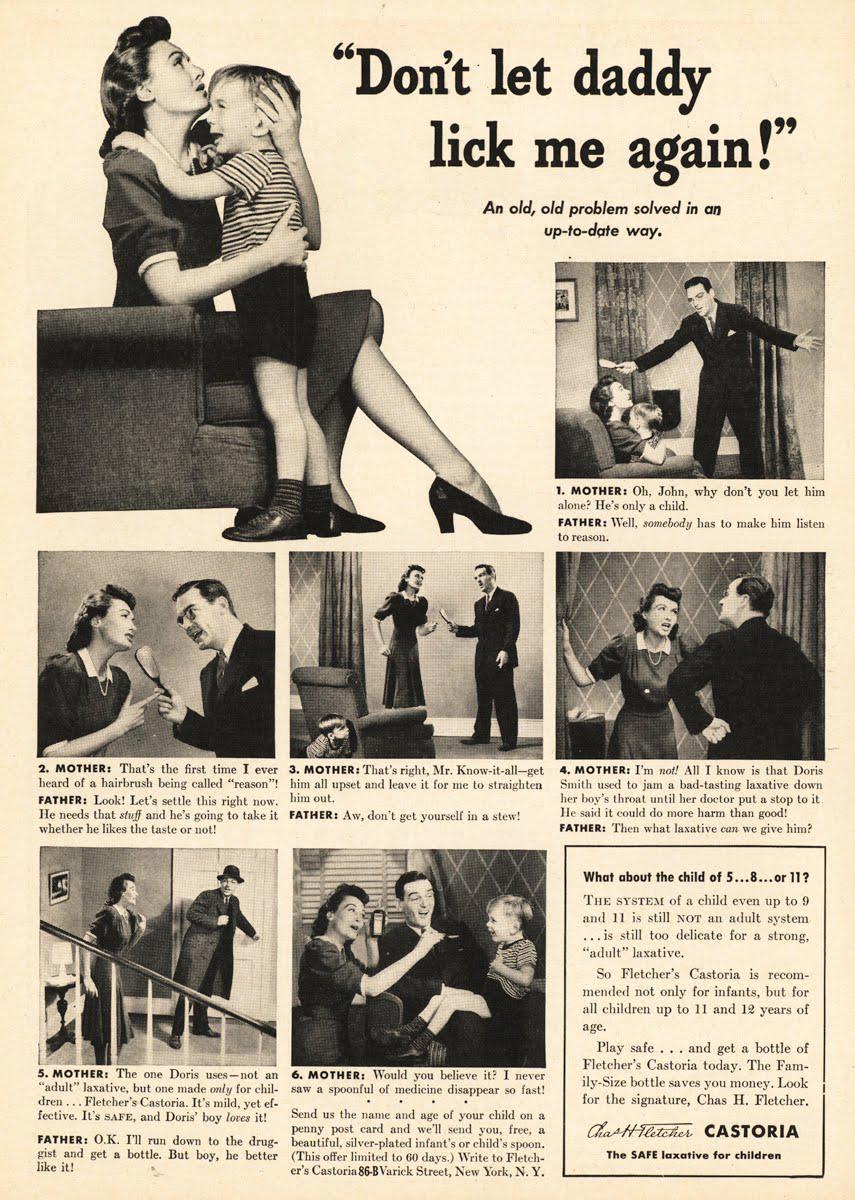 “Don’t let daddy
lick me again!”
An old, old problem solved in an
up-to-date way.
1. MOTHER: Oh, John, why don’t you let him
alone? He’s only a child.
FATHER: Well, somebody has to make him listen
to reason.
2. MOTHER: That’s the first time I ever
heard of a hairbrush being called “reason”!
FATHER: Look! Let’s settle this right now.
He needs that stuff and he’s going to take it
whether he likes the taste or not!
3. MOTHER: That’s right, Mr. Know-it-all—get
him all upset and leave it for me to straighten
him out.
FATHER: Aw, don’t get yourself in a stew!
4. MOTHER: I’m not! All I know is that Doris
Smith used to jam a bad-tasting laxative down
her boy’s throat until her doctor put a stop to it
He said it could do more harm than good!
FATHER: Then what laxative can we give him?
5. MOTHER: The one Doris uses—not an
“adult” laxative, but one made only for chil-
dren . . . Fletcher’s Castoria. It’s mild, yet ef-
fective. It’s SAFE, and Doris’ boy loves it!
FATHER: O.K. I’ll run down to the drug-
gist and get a bottle. But boy, he better
like it!
6. MOTHER: Would you believe it? I never
saw a spoonful of medicine disappear so fast!
Send us the name and age of your child on a
penny post card and we’ll send you, free, a
beautiful, silver-plated infant’s or child’s spoon.
(This offer limited to 60 days.) Write to Fletch-
er’s Castoria 86-B Varick Street, New York, N. Y.
What about the child of 5...8...or 11?
THE SYSTEM of a child even up to 9
and 11 is still NOT an adult system
. . . is still too delicate for a strong,
“adult” laxative.
So Fletcher’s Castoria is recom-
mended not only for infants, but for
all children up to 11 and 12 years of
age.
Play safe . . . and get a bottle of
Fletcher’s Castoria today. The Fam-
ily-Size bottle saves you money. Look
for the signature, Chas H. Fletcher.
Chas H Fletcher CASTORIA
The SAFE laxative for children